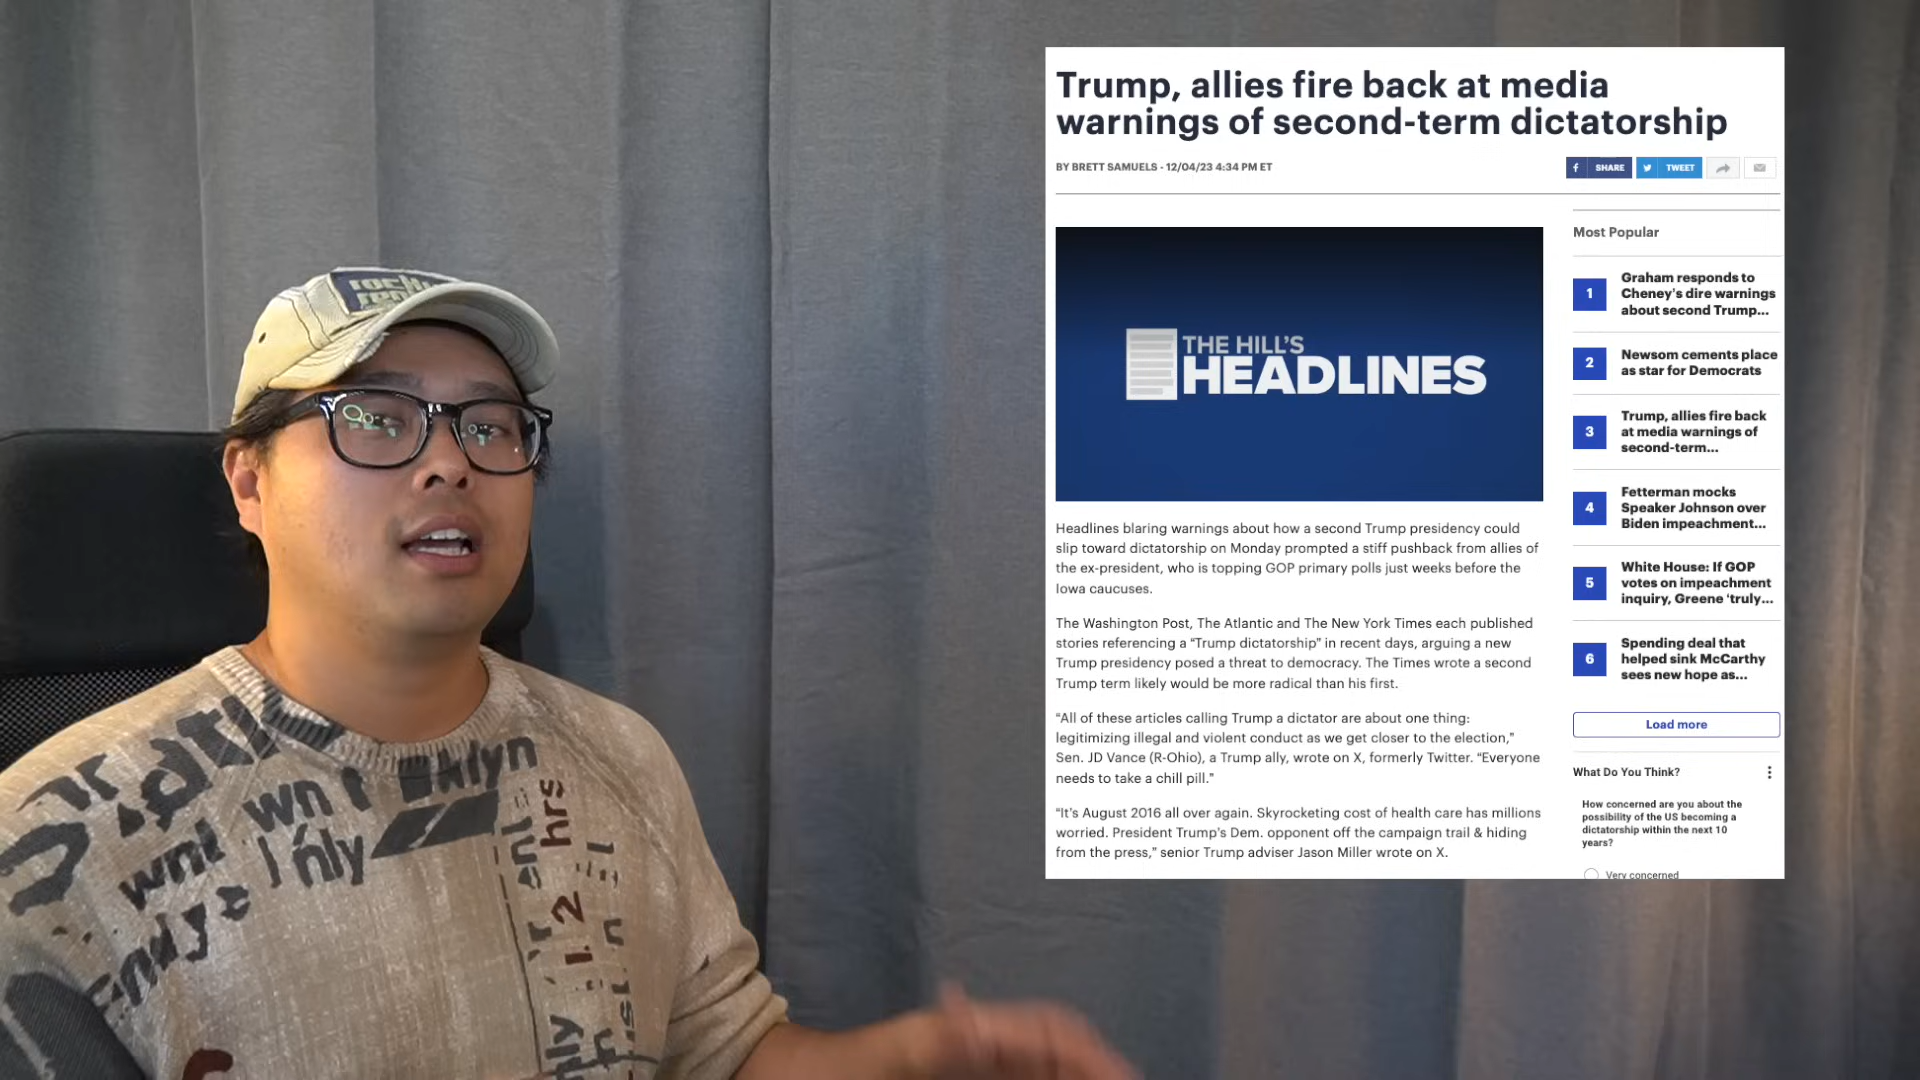 Trump, allies fire back at media
warnings of second-term dictatorship
BY BRETT SAMUELS - 12/04/23 4:34 PM ET
SHARE
TWEET
THE HILL'S
HEADLINES
Headlines blaring warnings about how a second Trump presidency could
slip toward dictatorship on Monday prompted a stiff pushback from allies of
the ex-president, who is topping GOP primary polls just weeks before the
Iowa caucuses.
The Washington Post, The Atlantic and The New York Times each published
stories referencing a “Trump dictatorship” in recent days, arguing a new
Trump presidency posed a threat to democracy. The Times wrote a second
Trump term likely would be more radical than his first.
“All of these articles calling Trump a dictator are about one thing:
legitimizing illegal and violent conduct as we get closer to the election,”
Sen. JD Vance (R-Ohio), a Trump ally, wrote on X, formerly Twitter. “Everyone
needs to take a chill pill.”
“It’s August 2016 all over again. Skyrocketing cost of health care has millions
worried. President Trump’s Dem. opponent off the campaign trail & hiding
from the press,” senior Trump adviser Jason Miller wrote on X.
Most Popular
1
Graham responds to
Cheney's dire warnings
about second Trump...
2
Newsom cements place
as star for Democrats
3
Trump, allies fire back
at media warnings of
second-term...
4
Fetterman mocks
Speaker Johnson over
Biden impeachment...
5
White House: If GOP
votes on impeachment
inquiry, Greene ‘truly...
6
Spending deal that
helped sink McCarthy
sees new hope as...
Load more
What Do You Think?
How concerned are you about the
possibility of the US becoming a
dictatorship within the next 10
years?
Very concerned
hrs
12